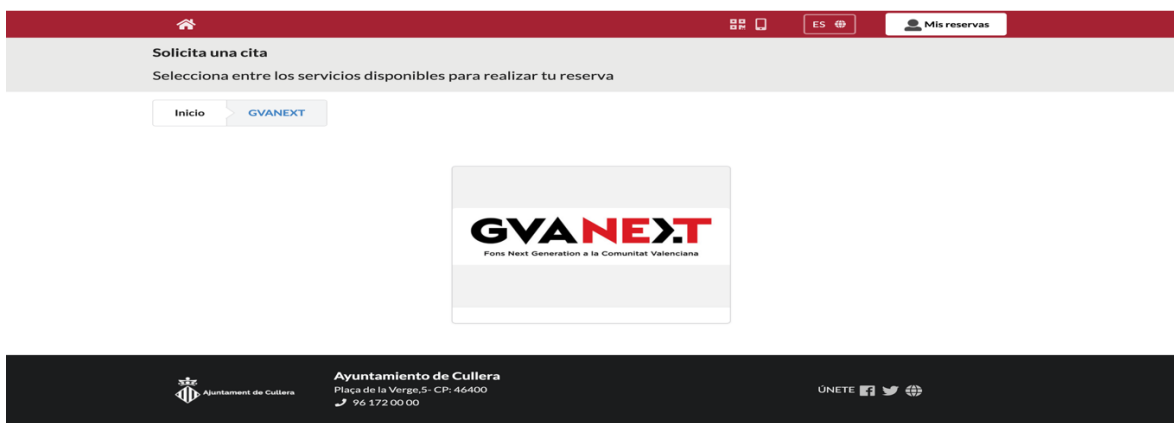 ES
Mis reservas
Solicita una cita
Selecciona entre los servicios disponibles para realizar tu reserva
Inicio
GVANEXT
GVANEXT
Fons Next Generation a la Comunitat Valenciana
Ajuntament de Cullera
Ayuntamiento de Cullera
Plaça de la Verge,5- CP: 46400
96 172 00 00
ÚNETE